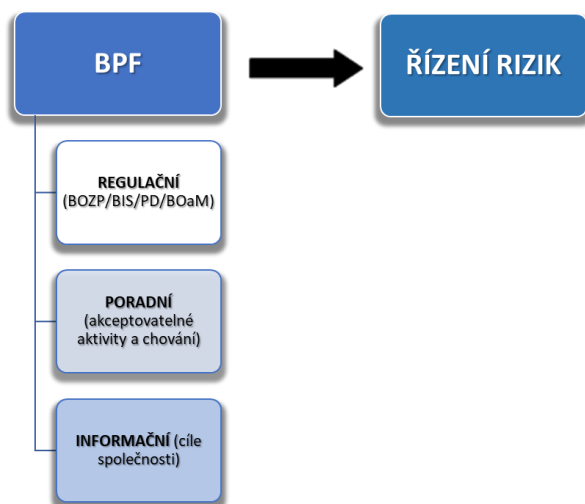 BPF
ŘÍZENÍ RIZIK
REGULAČNÍ
(BOZP/BIS/PD/BOaM)
PORADNÍ
(akceptovatelné
aktivity a chování)
INFORMAČNÍ (cíle
společnosti)